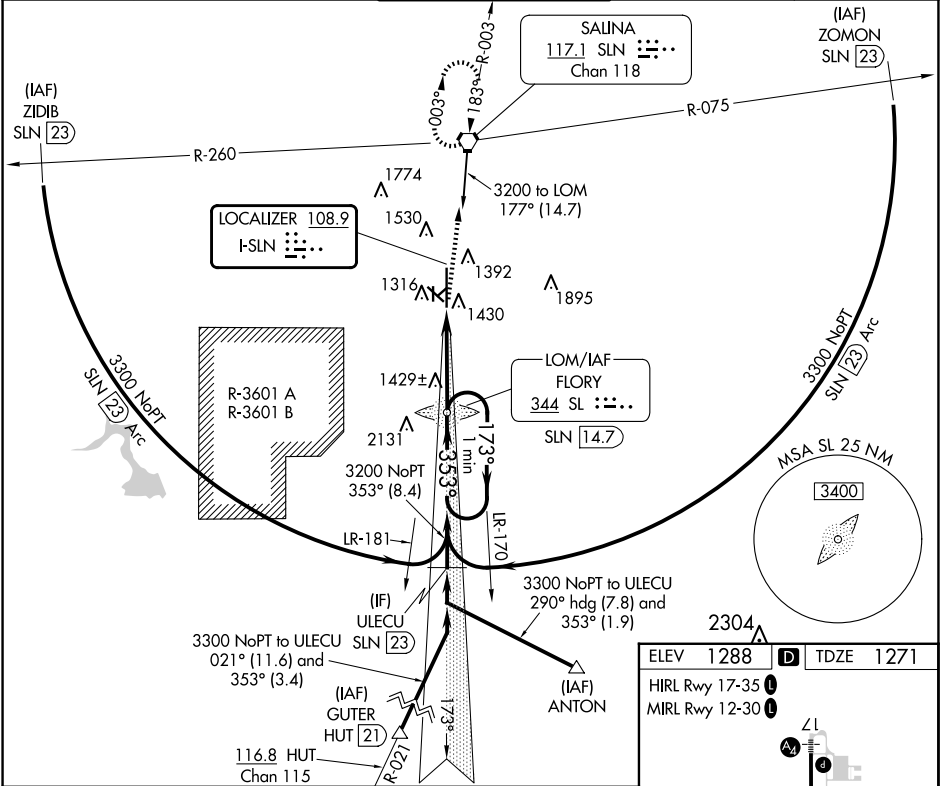 SALINA
117.1 SLN
Chan 118
(IAF)
ZOMON
SLN 23
(IAF)
ZIDIB
SLN 23
R-003
003°
183°
R-075
R-260
3200 to LOM
177° (14.7)
1774
1530
LOCALIZER 108.9
I-SLN
1392
1316
1430
1895
3300 NoPT
SLN 23 Arc
3300 NoPT
SLN 23 Arc
R-3601 A
R-3601 B
1429±
2131
LOM/IAF
FLORY
344 SL
SLN 14.7
173°
1 min
353°
3200 NoPT
353° (8.4)
MSA SL 25 NM
3400
LR-181
LR-170
(IF)
ULECU
SLN 23
3300 NoPT to ULECU
290° hdg (7.8) and
353° (1.9)
3300 NoPT to ULECU
021° (11.6) and
353° (3.4)
(IAF)
ANTON
(IAF)
GUTER
HUT 21
173°
116.8 HUT
Chan 115
R-021
2304
ELEV 1288 D TDZE 1271
HIRL Rwy 17-35 L
MIRL Rwy 12-30 L
17
A4
P